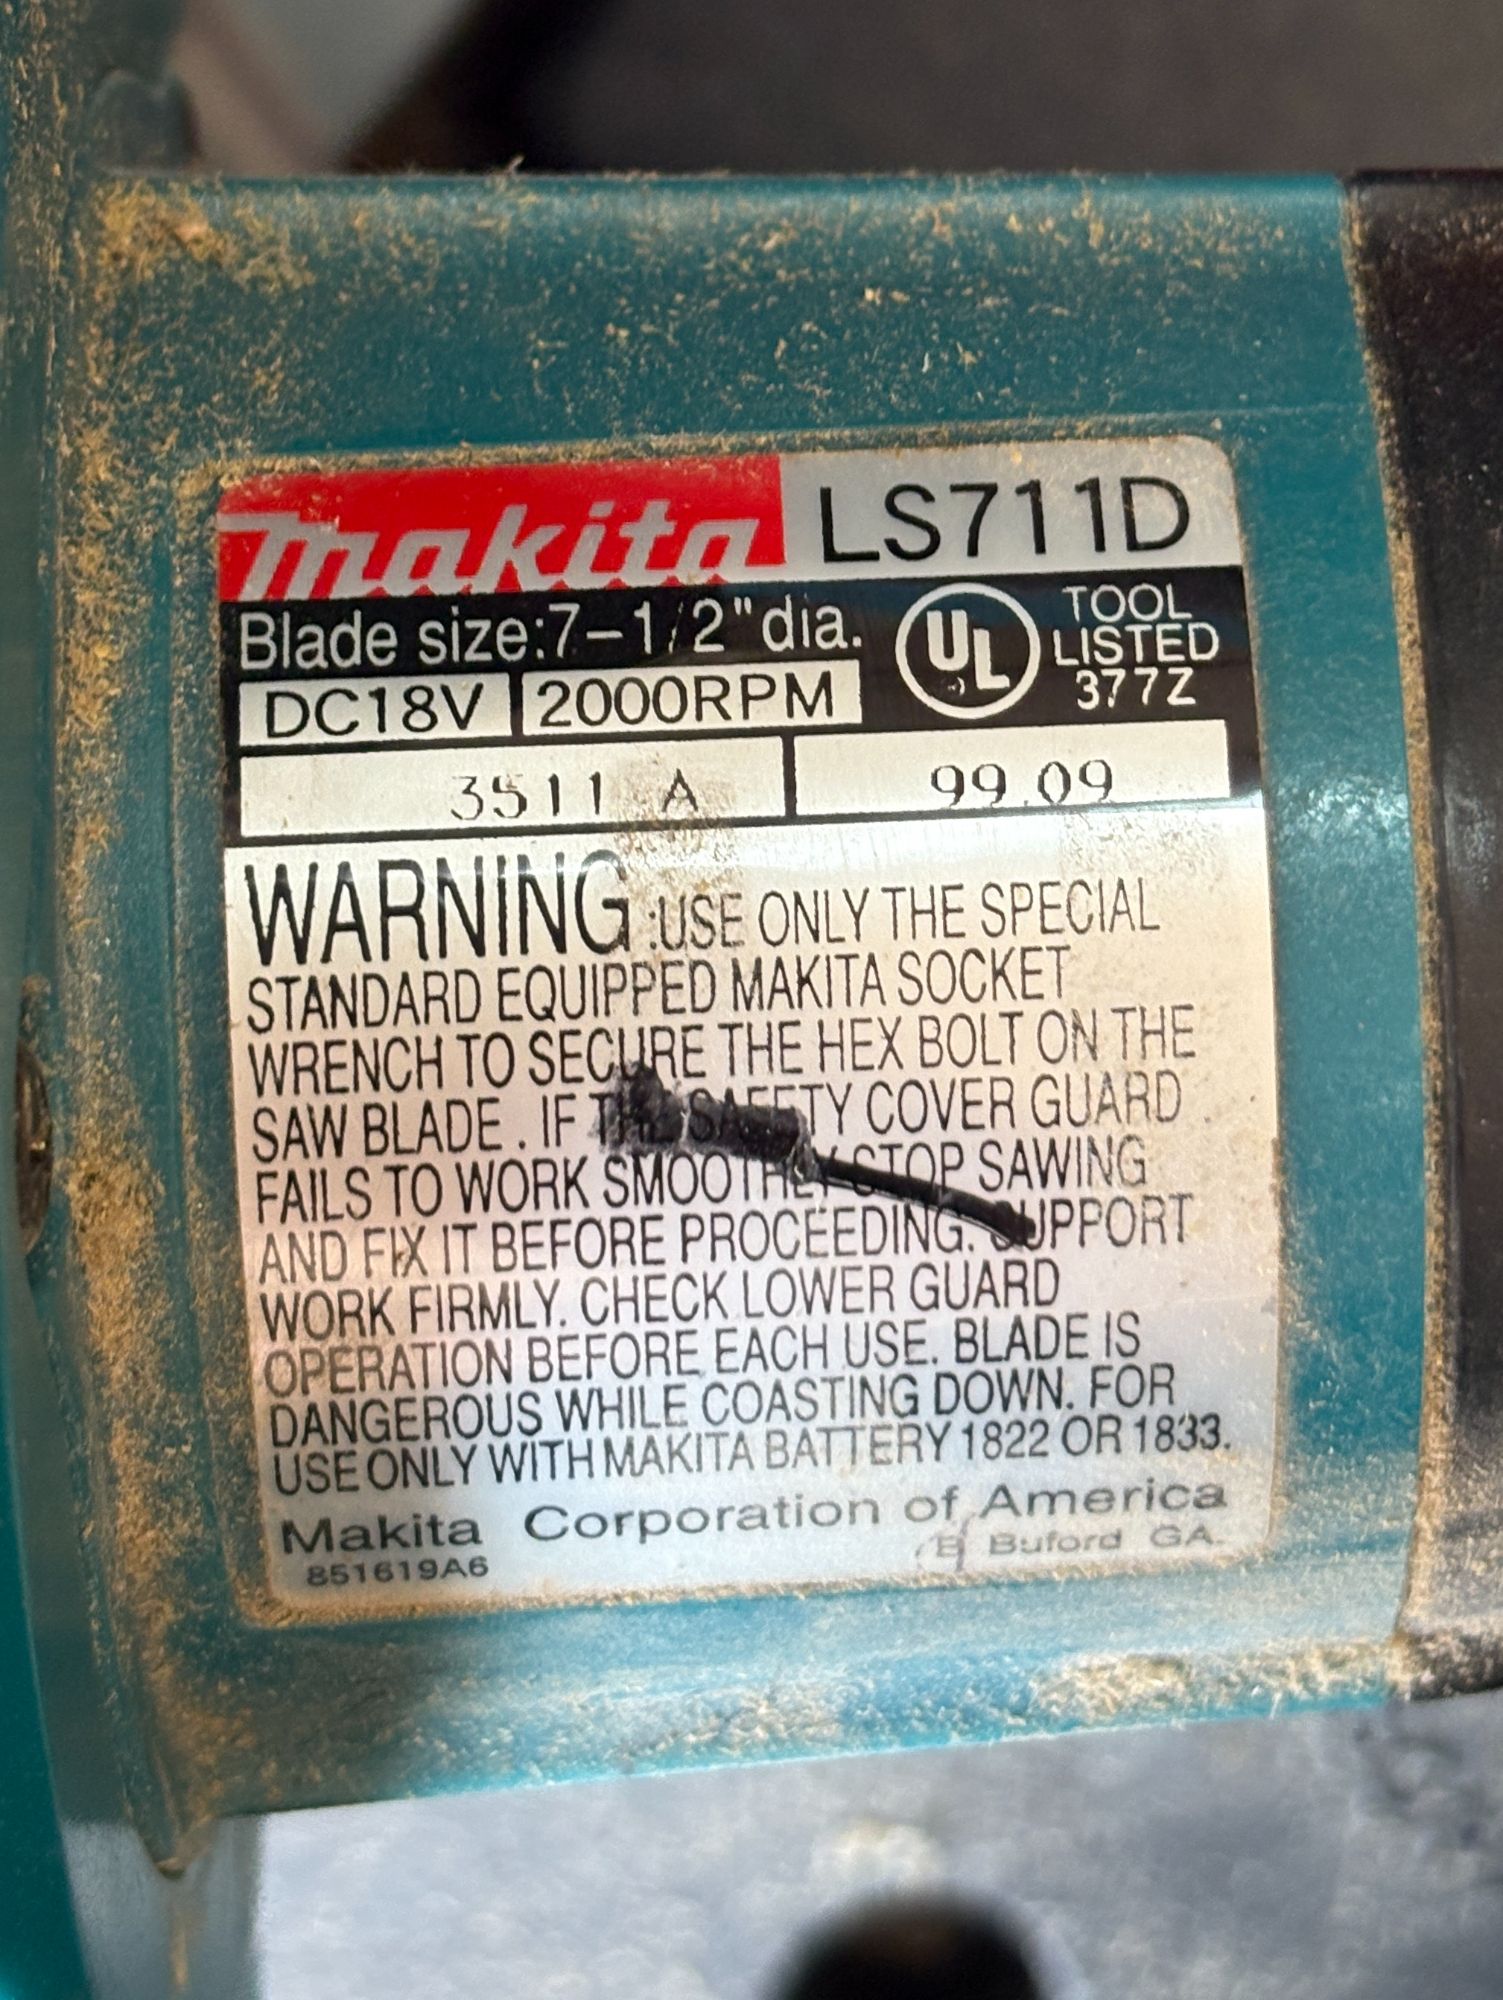 makita LS711D
Blade size:7-1/2"dia.
UL TOOL LISTED 377Z
DC18V 2000RPM
3511 A 99.09
WARNING :USE ONLY THE SPECIAL
STANDARD EQUIPPED MAKITA SOCKET
WRENCH TO SECURE THE HEX BOLT ON THE
SAW BLADE. IF THE SAFETY COVER GUARD
FAILS TO WORK SMOOTHLY STOP SAWING
AND FIX IT BEFORE PROCEEDING. SUPPORT
WORK FIRMLY. CHECK LOWER GUARD
OPERATION BEFORE EACH USE. BLADE IS
DANGEROUS WHILE COASTING DOWN. FOR
USE ONLY WITH MAKITA BATTERY 1822 OR 1833.
Makita Corporation of America
851619A6 E Buford GA.